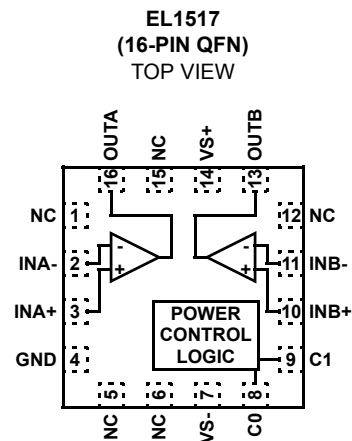 EL1517
(16-PIN QFN)
TOP VIEW
16 OUTA
15 NC
14 VS+
13 OUTB
NC 1
INA- 2
INA+ 3
GND 4
12 NC
11 INB-
10 INB+
9 C1
-
+
-
+
POWER
CONTROL
LOGIC
NC 5
NC 6
VS- 7
C0 8